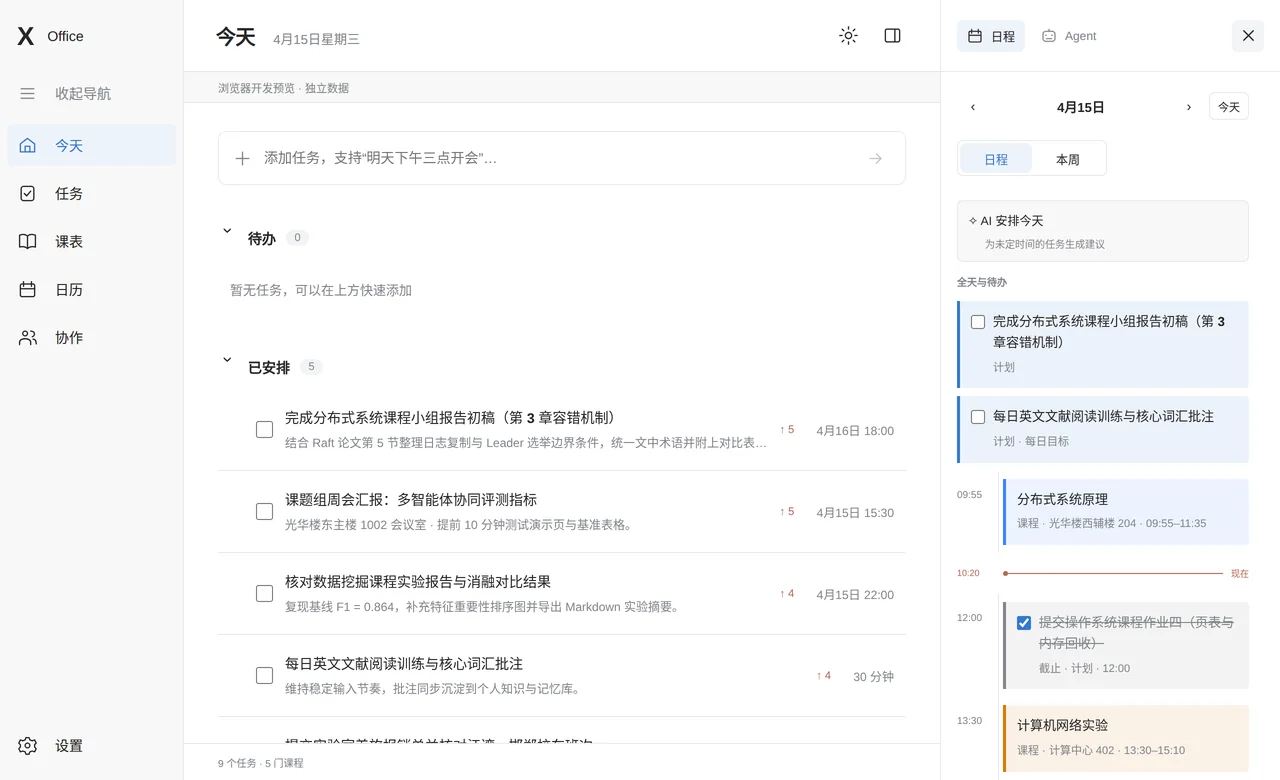 X Office
收起导航
今天
任务
课表
日历
协作
设置
今天 4月15日星期三
浏览器开发预览 · 独立数据
添加任务，支持“明天下午三点开会”…
待办 0
暂无任务，可以在上方快速添加
已安排 5
完成分布式系统课程小组报告初稿（第 3 章容错机制）
结合 Raft 论文第 5 节整理日志复制与 Leader 选举边界条件，统一文中术语并附上对比表…
↑ 5 4月16日 18:00
课题组周会汇报：多智能体协同评测指标
光华楼东主楼 1002 会议室 · 提前 10 分钟测试演示页与基准表格。
↑ 5 4月15日 15:30
核对数据挖掘课程实验报告与消融对比结果
复现基线 F1 = 0.864，补充特征重要性排序图并导出 Markdown 实验摘要。
↑ 4 4月15日 22:00
每日英文文献阅读训练与核心词汇批注
维持稳定输入节奏，批注同步沉淀到个人知识与记忆库。
↑ 4 30 分钟
9 个任务 · 5 门课程
日程 Agent
‹ 4月15日 › 今天
日程 本周
✧ AI 安排今天
为未定时间的任务生成建议
全天与待办
完成分布式系统课程小组报告初稿（第 3
章容错机制）
计划
每日英文文献阅读训练与核心词汇批注
计划 · 每日目标
09:55
分布式系统原理
课程 · 光华楼西辅楼 204 · 09:55–11:35
10:20 现在
12:00
提交操作系统课程作业四（页表与
内存回收）
截止 · 计划 · 12:00
13:30
计算机网络实验
课程 · 计算中心 402 · 13:30–15:10